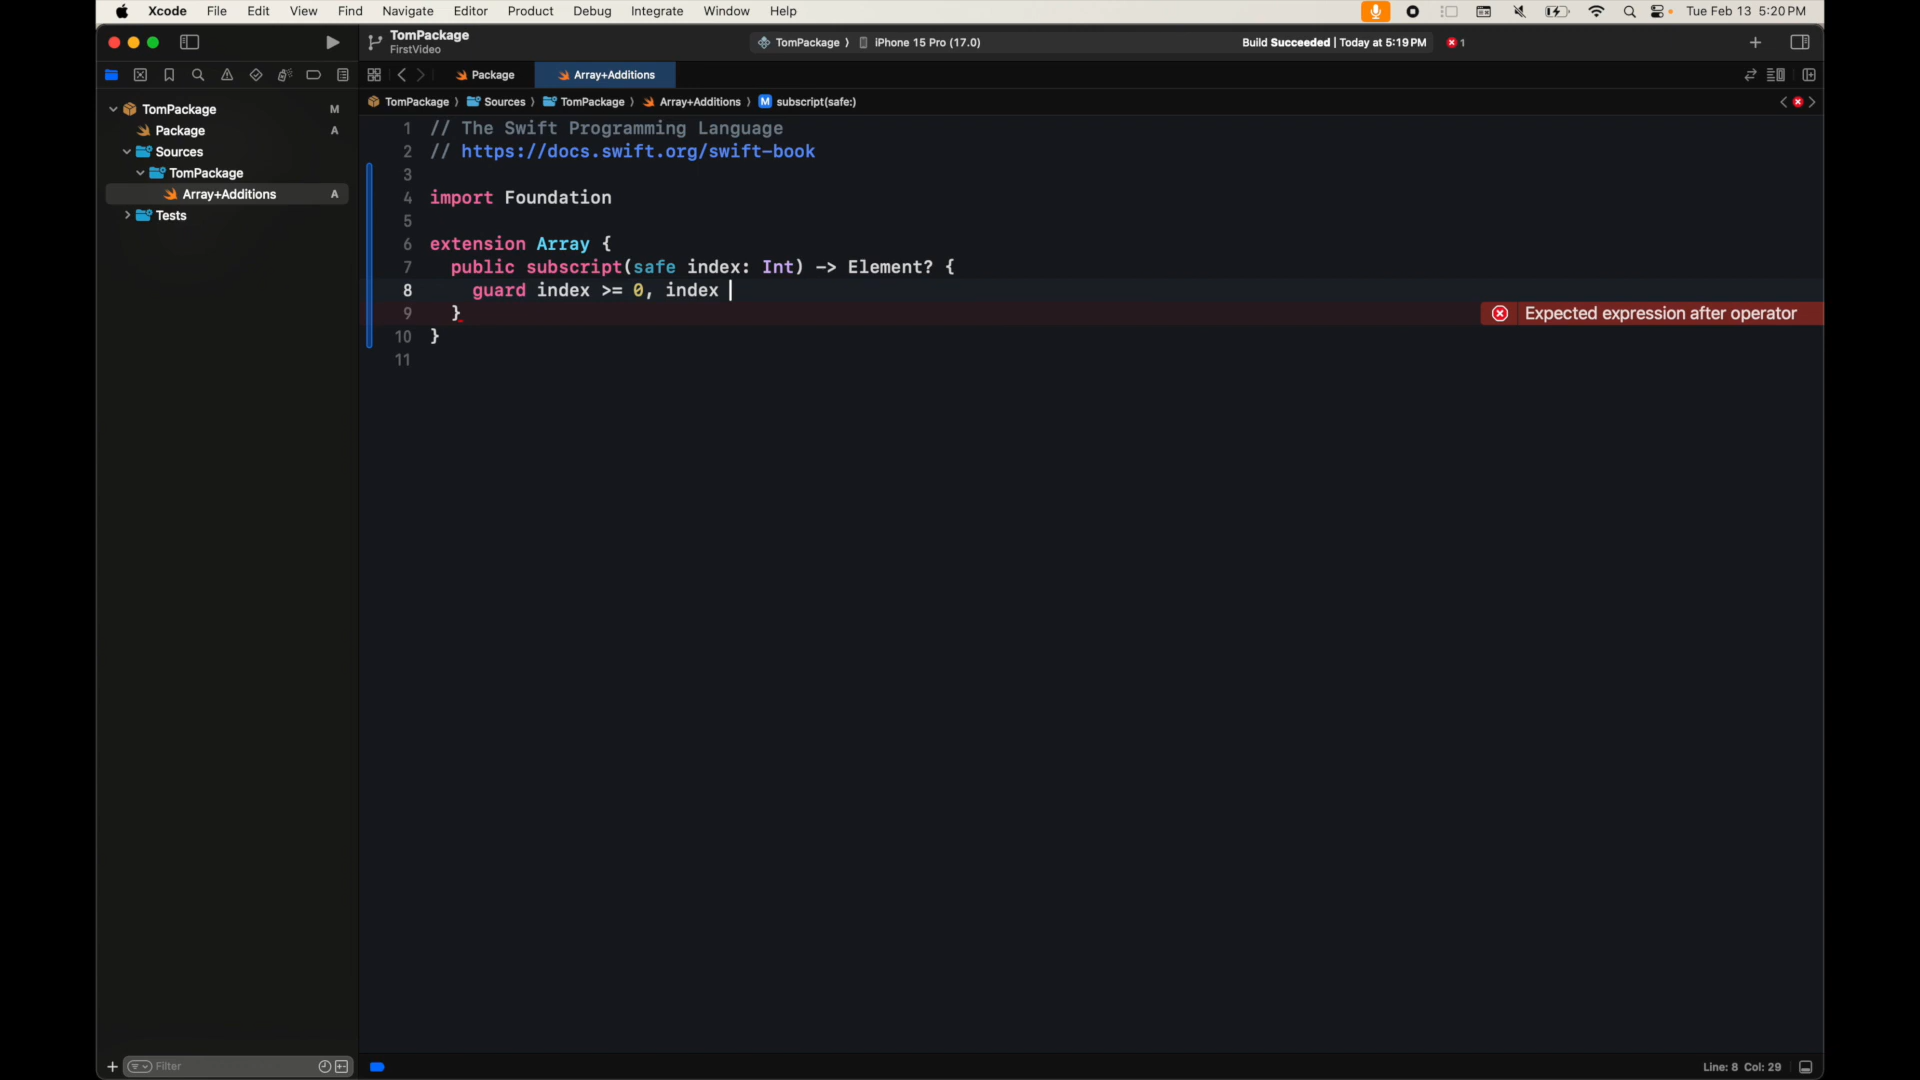 Xcode File Edit View Find Navigate Editor Product Debug Integrate Window Help Tue Feb 13 5:20 PM
TomPackage
FirstVideo
TomPackage iPhone 15 Pro (17.0) Build Succeeded | Today at 5:19 PM 1
Package Array+Additions
TomPackage Sources TomPackage Array+Additions M subscript(safe:)
TomPackage M
Package A
Sources
TomPackage
Array+Additions A
Tests
1 // The Swift Programming Language
2 // https://docs.swift.org/swift-book
3
4 import Foundation
5
6 extension Array {
7 public subscript(safe index: Int) -> Element? {
8 guard index >= 0, index
9 } Expected expression after operator
10 }
11
Filter Line: 8 Col: 29